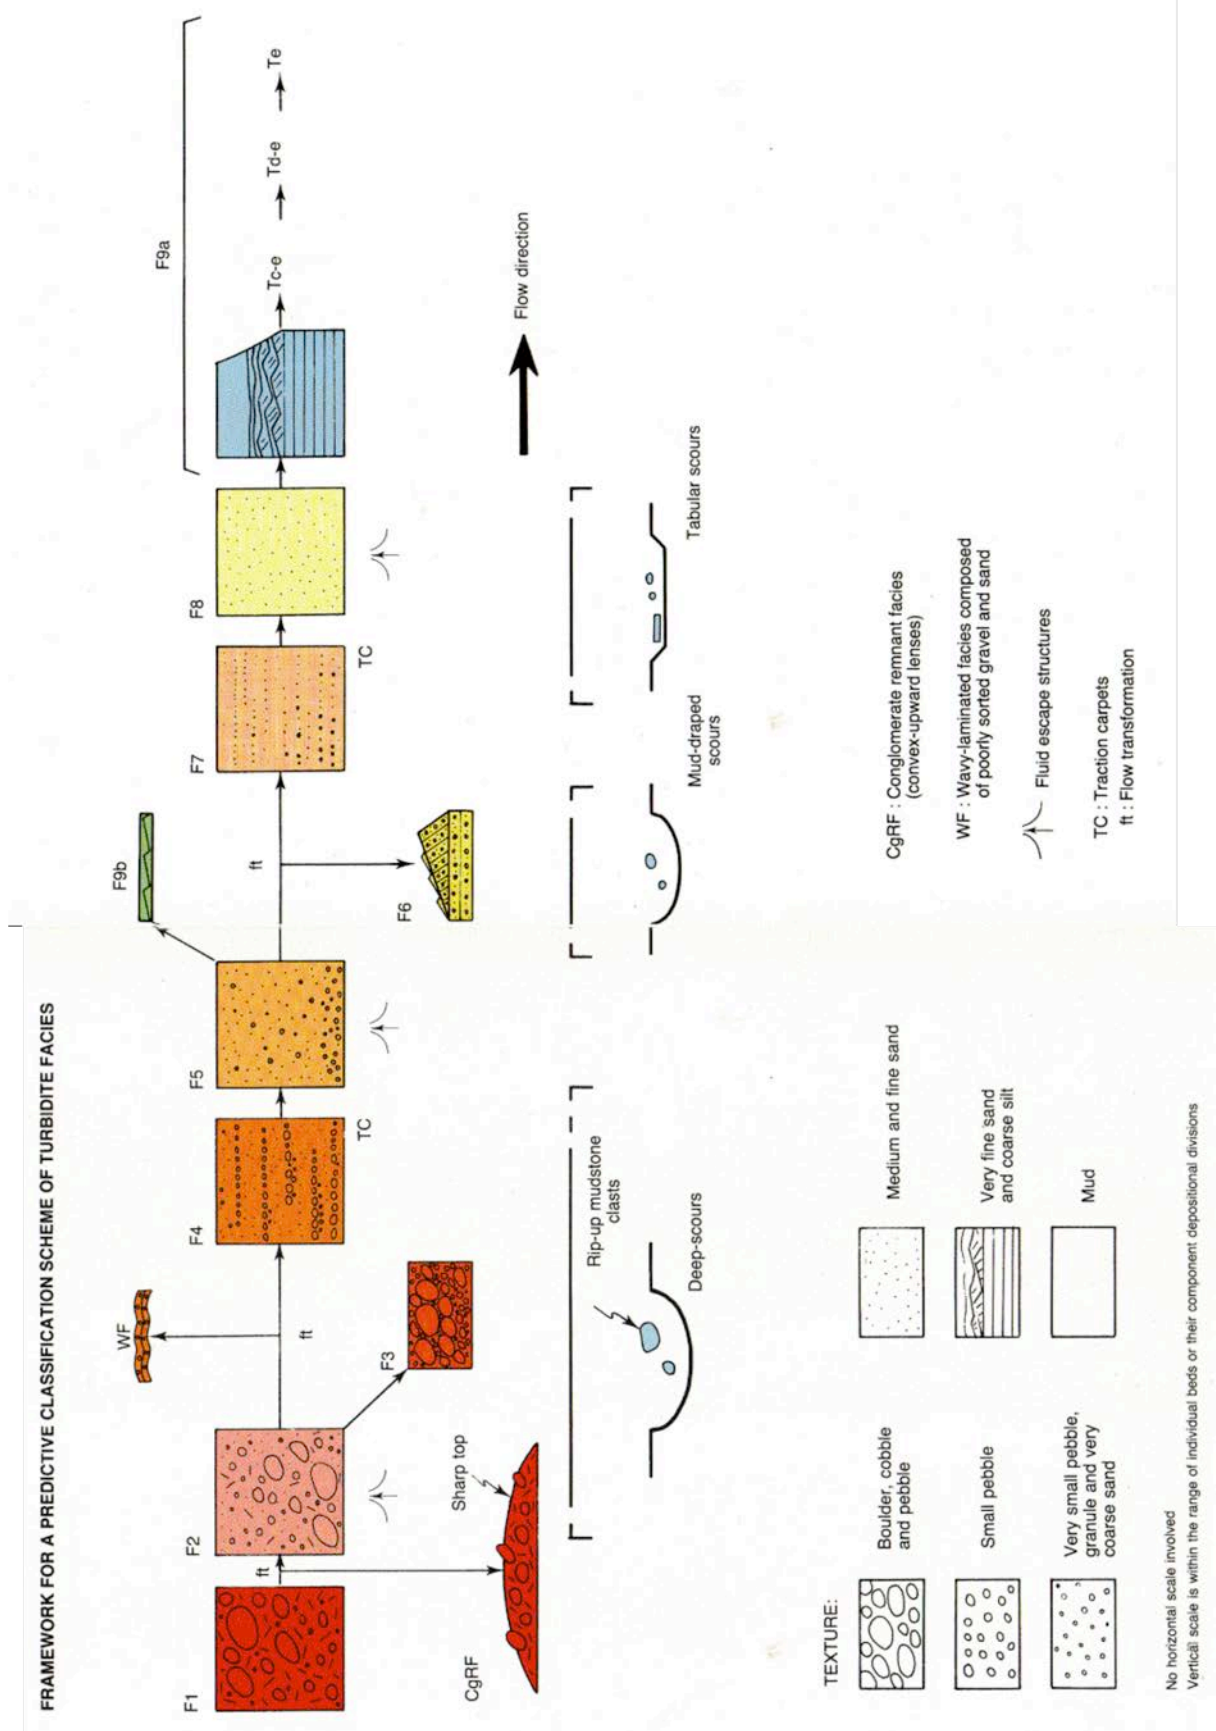 FRAMEWORK FOR A PREDICTIVE CLASSIFICATION SCHEME OF TURBIDITE FACIES
F9a
F9b
WF
F1
F2
F4
F5
F7
F8
ft
ft
ft
Tc-e
Td-e
Te
TC
TC
F3
F6
CgRF
Sharp top
Flow direction
Rip-up mudstone
clasts
Deep-scours
Mud-draped
scours
Tabular scours
TEXTURE:
Boulder, cobble
and pebble
Small pebble
Very small pebble,
granule and very
coarse sand
Medium and fine sand
Very fine sand
and coarse silt
Mud
CgRF : Conglomerate remnant facies
(convex-upward lenses)
WF : Wavy-laminated facies composed
of poorly sorted gravel and sand
Fluid escape structures
TC : Traction carpets
ft : Flow transformation
No horizontal scale involved
Vertical scale is within the range of individual beds or their component depositional divisions